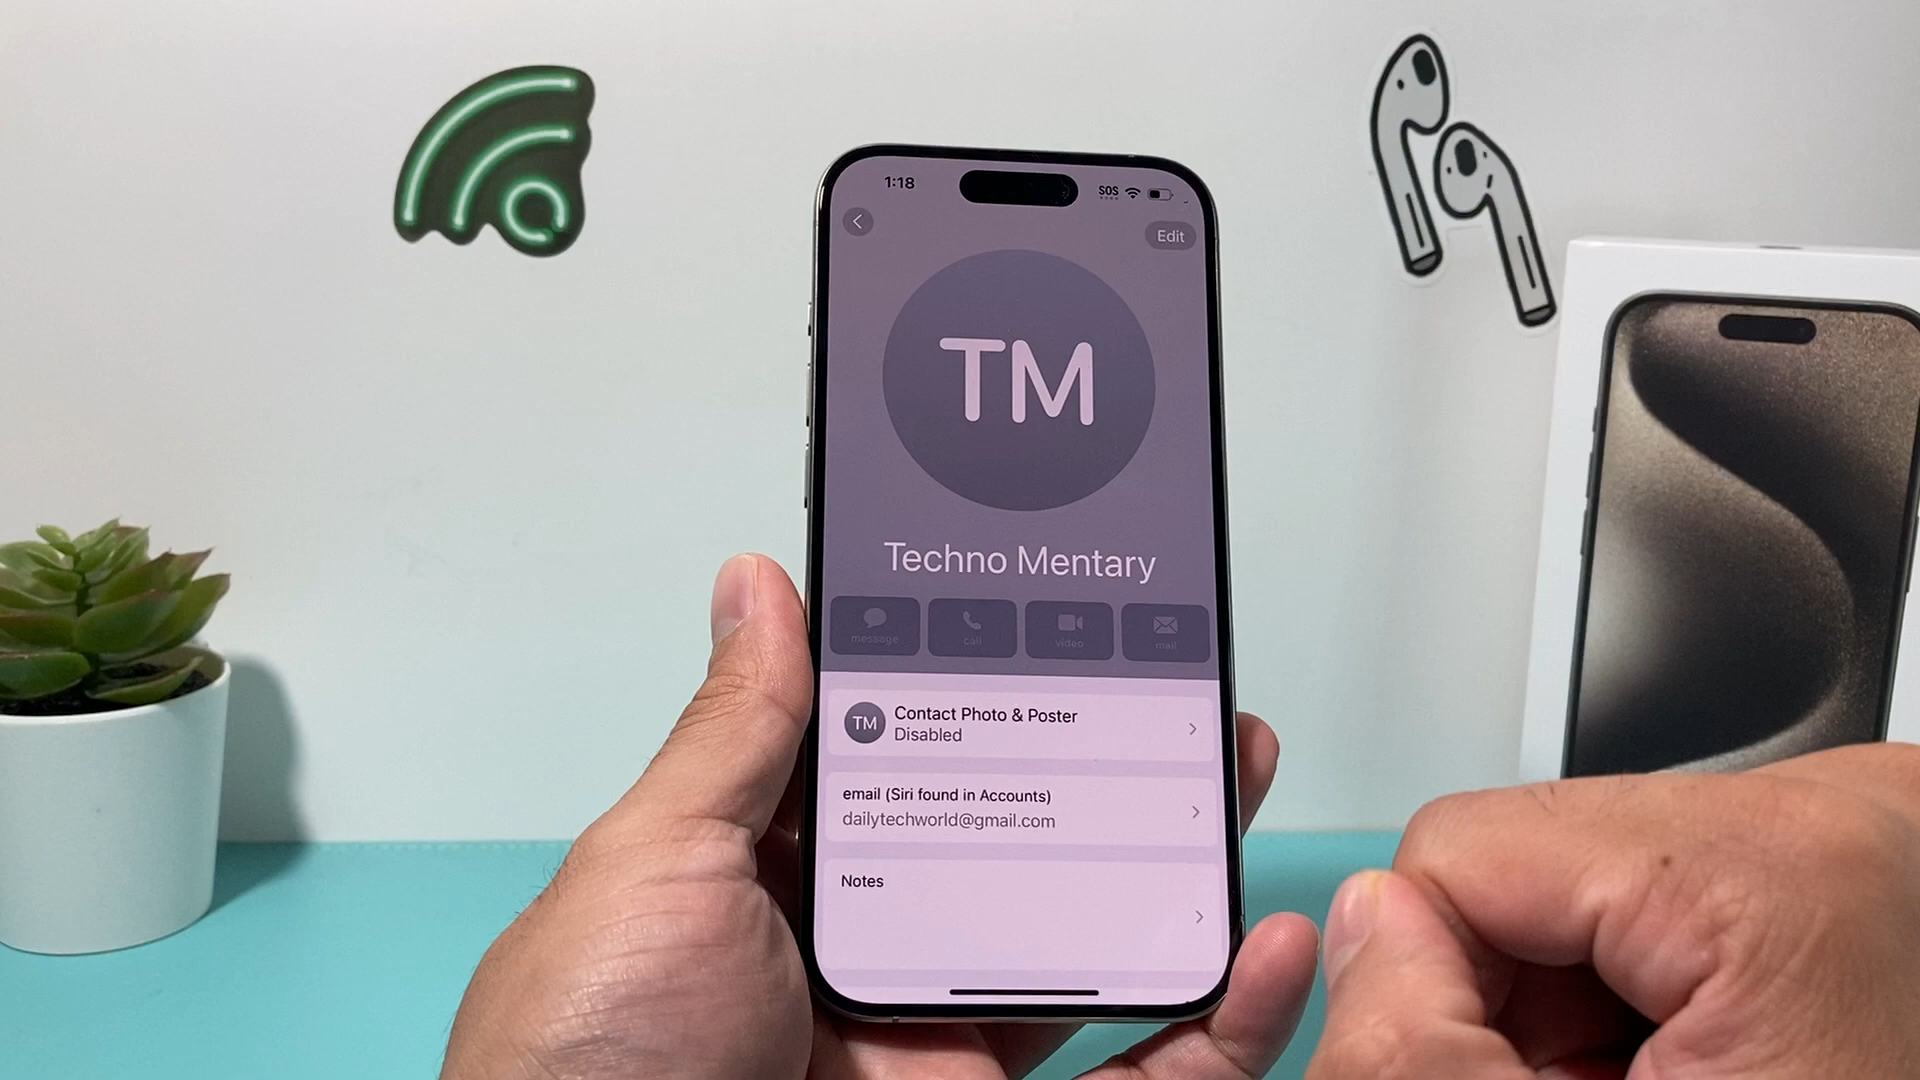 1:18
SOS
Edit
TM
Techno Mentary
message
call
video
mail
TM
Contact Photo & Poster
Disabled
email (Siri found in Accounts)
dailytechworld@gmail.com
Notes